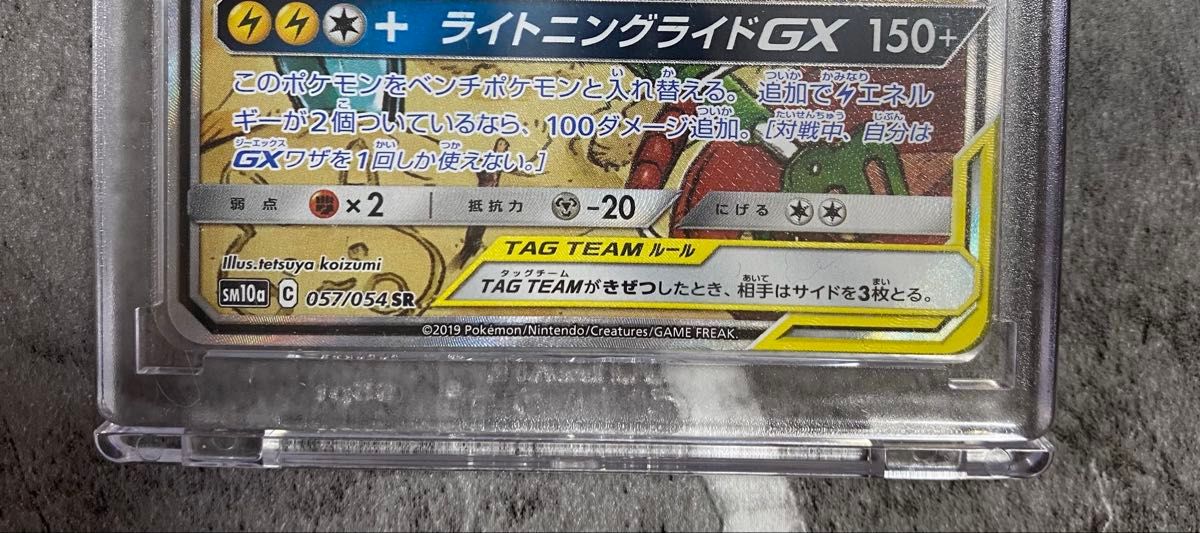 + ライトニングライドGX 150+
このポケモンをベンチポケモンと入れ替える。追加でエネル
ギーが2個ついているなら、100ダメージ追加。[対戦中、自分は
GXワザを1回しか使えない。]
弱点 ×2 抵抗力 -20 にげる
TAG TEAM ルール
TAG TEAMがきぜつしたとき、相手はサイドを3枚とる。
Illus.tetsuya koizumi
sm10a C 057/054 SR
©2019 Pokémon/Nintendo/Creatures/GAME FREAK.